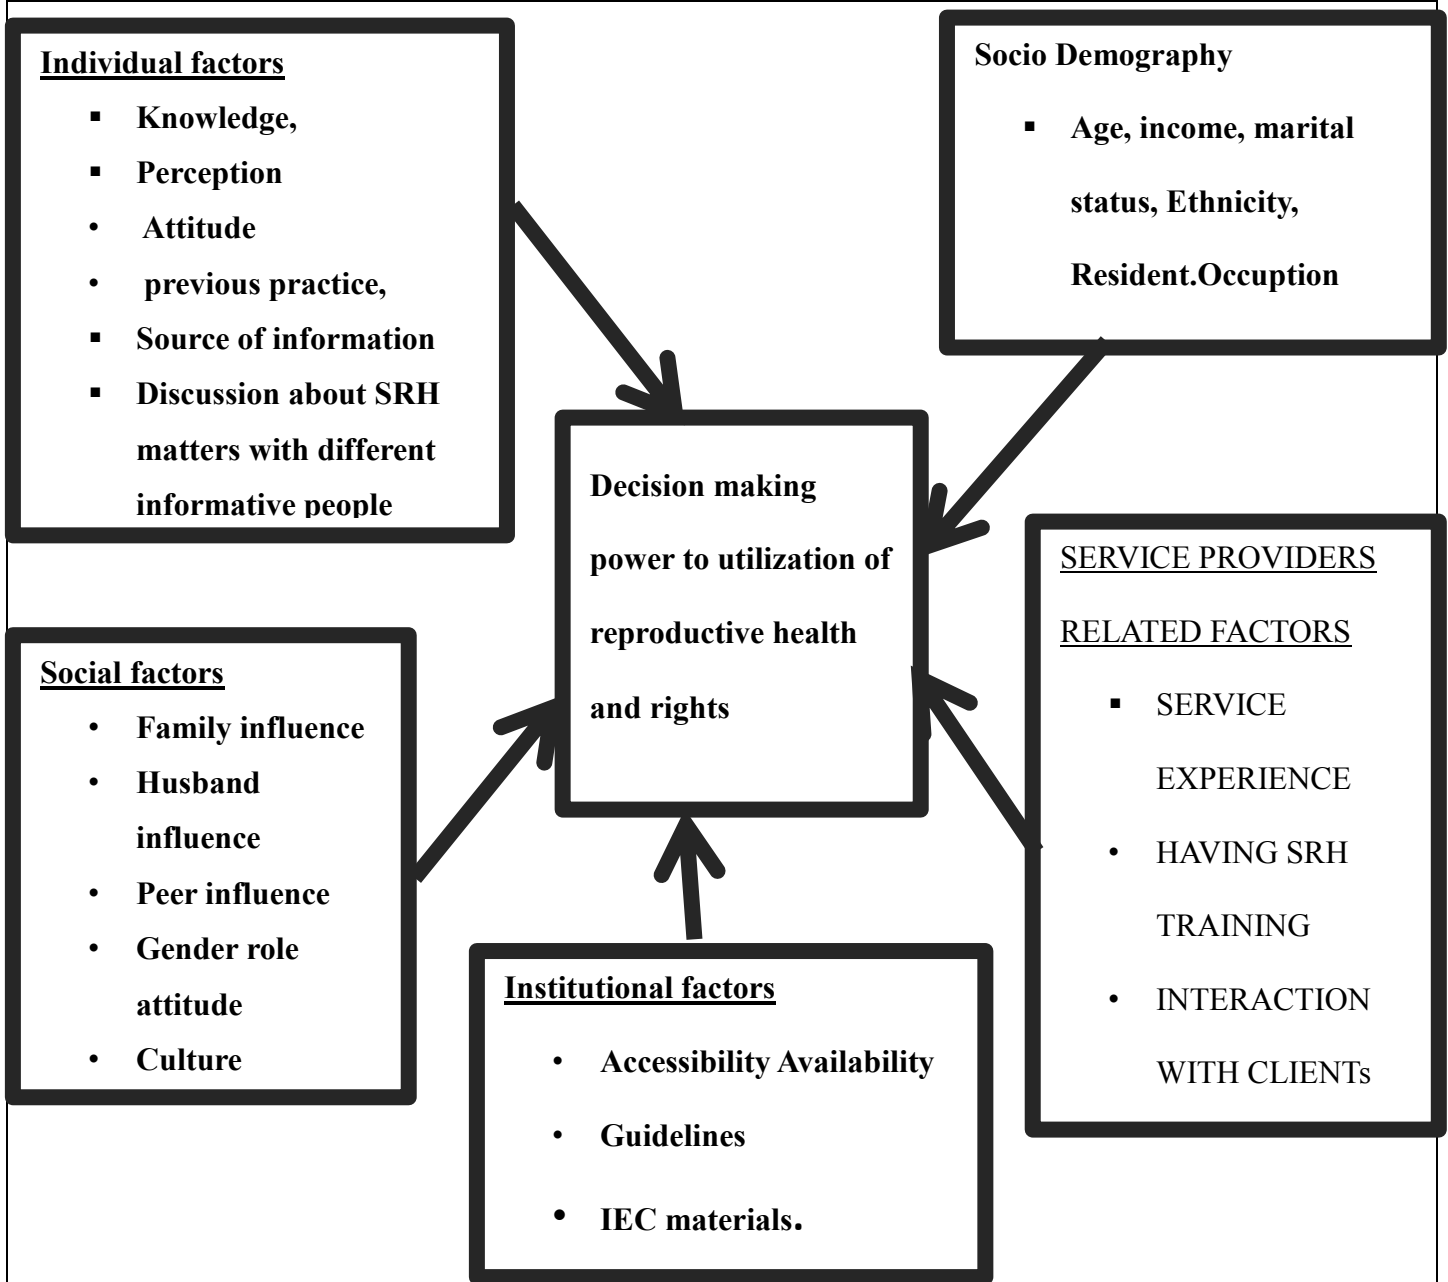 Individual factors
▪ Knowledge,
▪ Perception
• Attitude
• previous practice,
▪ Source of information
▪ Discussion about SRH
matters with different
informative people
Socio Demography
▪ Age, income, marital
status, Ethnicity,
Resident.Occuption
Decision making
power to utilization of
reproductive health
and rights
SERVICE PROVIDERS
RELATED FACTORS
▪ SERVICE
EXPERIENCE
• HAVING SRH
TRAINING
• INTERACTION
WITH CLIENTs
Social factors
• Family influence
• Husband
influence
• Peer influence
• Gender role
attitude
• Culture
Institutional factors
• Accessibility Availability
• Guidelines
• IEC materials.